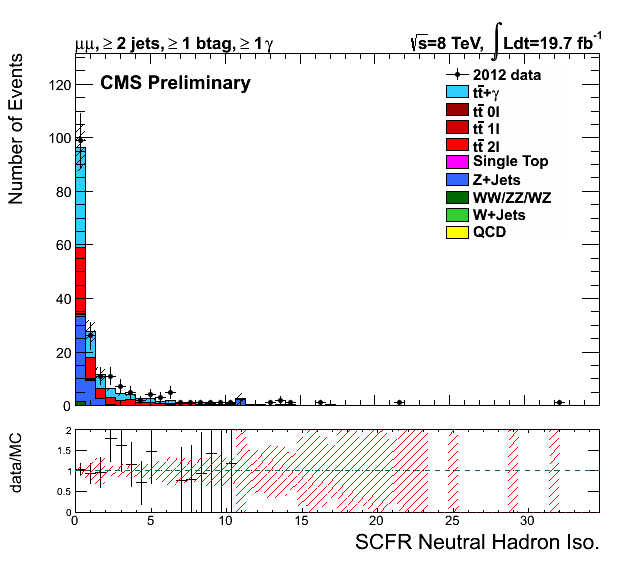 μμ, ≥ 2 jets, ≥ 1 btag, ≥ 1 γ
√s=8 TeV, ∫ Ldt=19.7 fb⁻¹
CMS Preliminary
2012 data
tt̄+γ
tt̄ 0l
tt̄ 1l
tt̄ 2l
Single Top
Z+Jets
WW/ZZ/WZ
W+Jets
QCD
Number of Events
120
100
80
60
40
20
0
data/MC
2
1.5
1
0.5
0
0 5 10 15 20 25 30
SCFR Neutral Hadron Iso.